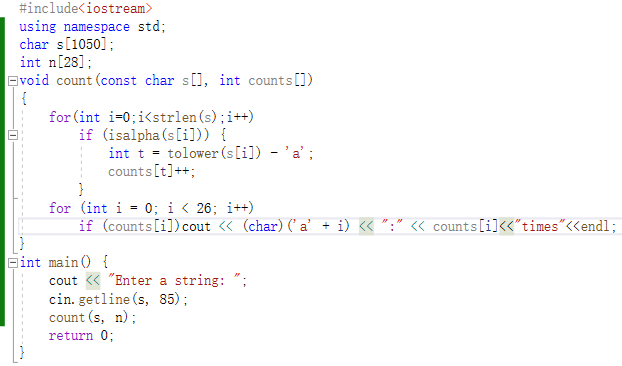 #include<iostream>
using namespace std;
char s[1050];
int n[28];
void count(const char s[], int counts[])
{
for(int i=0;i<strlen(s);i++)
if (isalpha(s[i])) {
int t = tolower(s[i]) - 'a';
counts[t]++;
}
for (int i = 0; i < 26; i++)
if (counts[i])cout << (char)('a' + i) << ":" << counts[i]<<"times"<<endl;
}
int main() {
cout << "Enter a string: ";
cin.getline(s, 85);
count(s, n);
return 0;
}